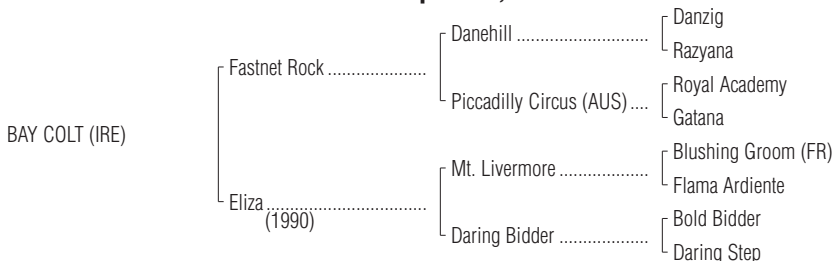 Danzig
Danehill ............................
Razyana
Fastnet Rock .....................
Royal Academy
Piccadilly Circus (AUS) ....
Gatana
BAY COLT (IRE)
Blushing Groom (FR)
Mt. Livermore ...................
Flama Ardiente
Eliza ..................................
(1990)
Bold Bidder
Daring Bidder ...................
Daring Step